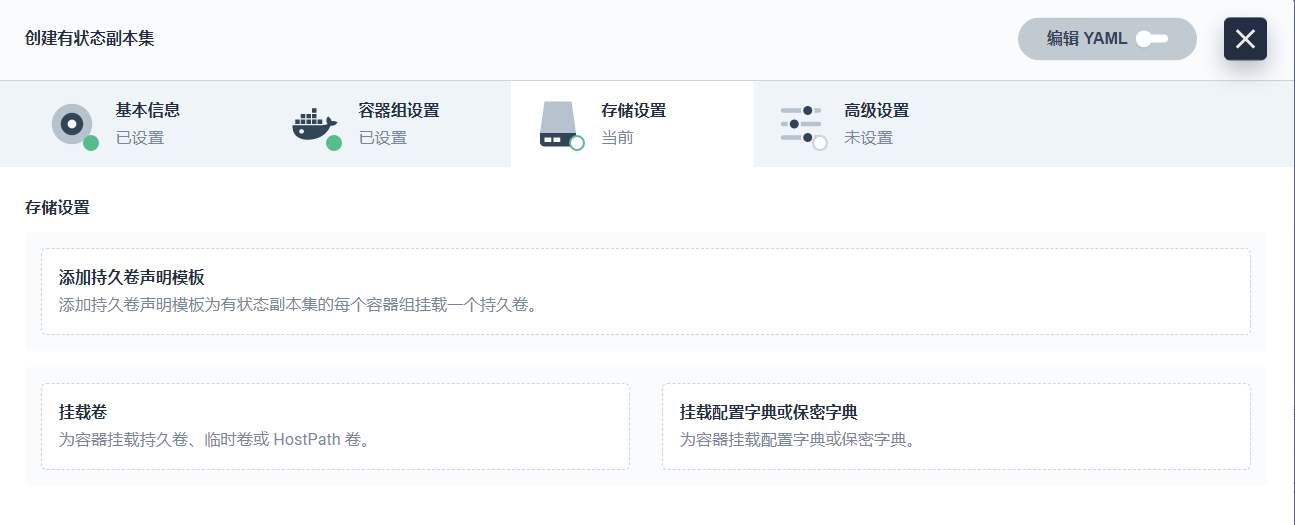 创建有状态副本集
编辑 YAML
基本信息
已设置
容器组设置
已设置
存储设置
当前
高级设置
未设置
存储设置
添加持久卷声明模板
添加持久卷声明模板为有状态副本集的每个容器组挂载一个持久卷。
挂载卷
为容器挂载持久卷、临时卷或 HostPath 卷。
挂载配置字典或保密字典
为容器挂载配置字典或保密字典。